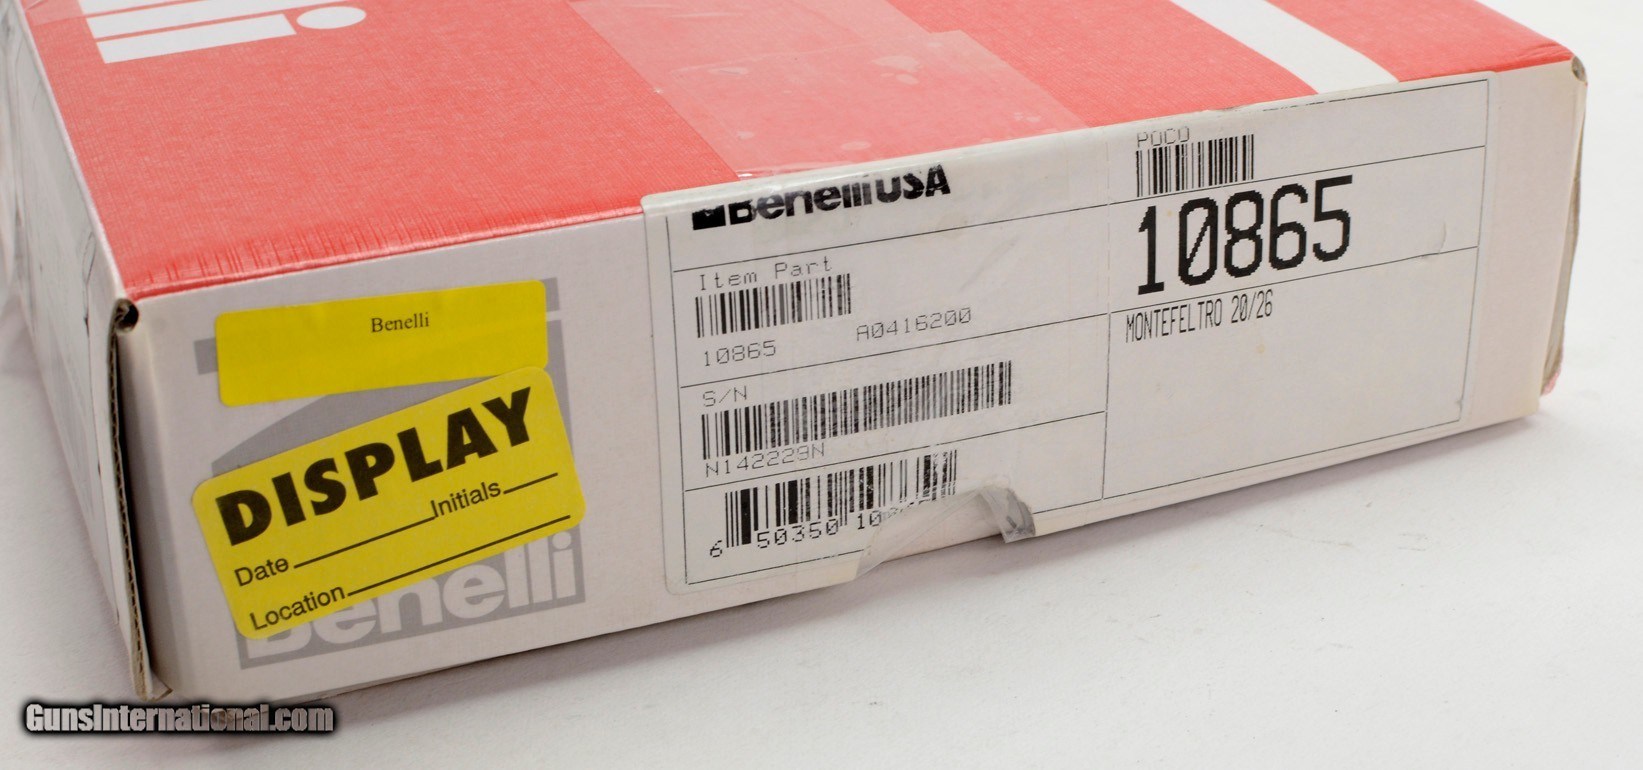 Benelli
DISPLAY
Date Initials
Location
Benelli
Benelli USA
Item Part
10865 A0416200
S/N
N142229N
6 50350
POCO
10865
MONTEFELTRO 20/26
GunsInternational.com